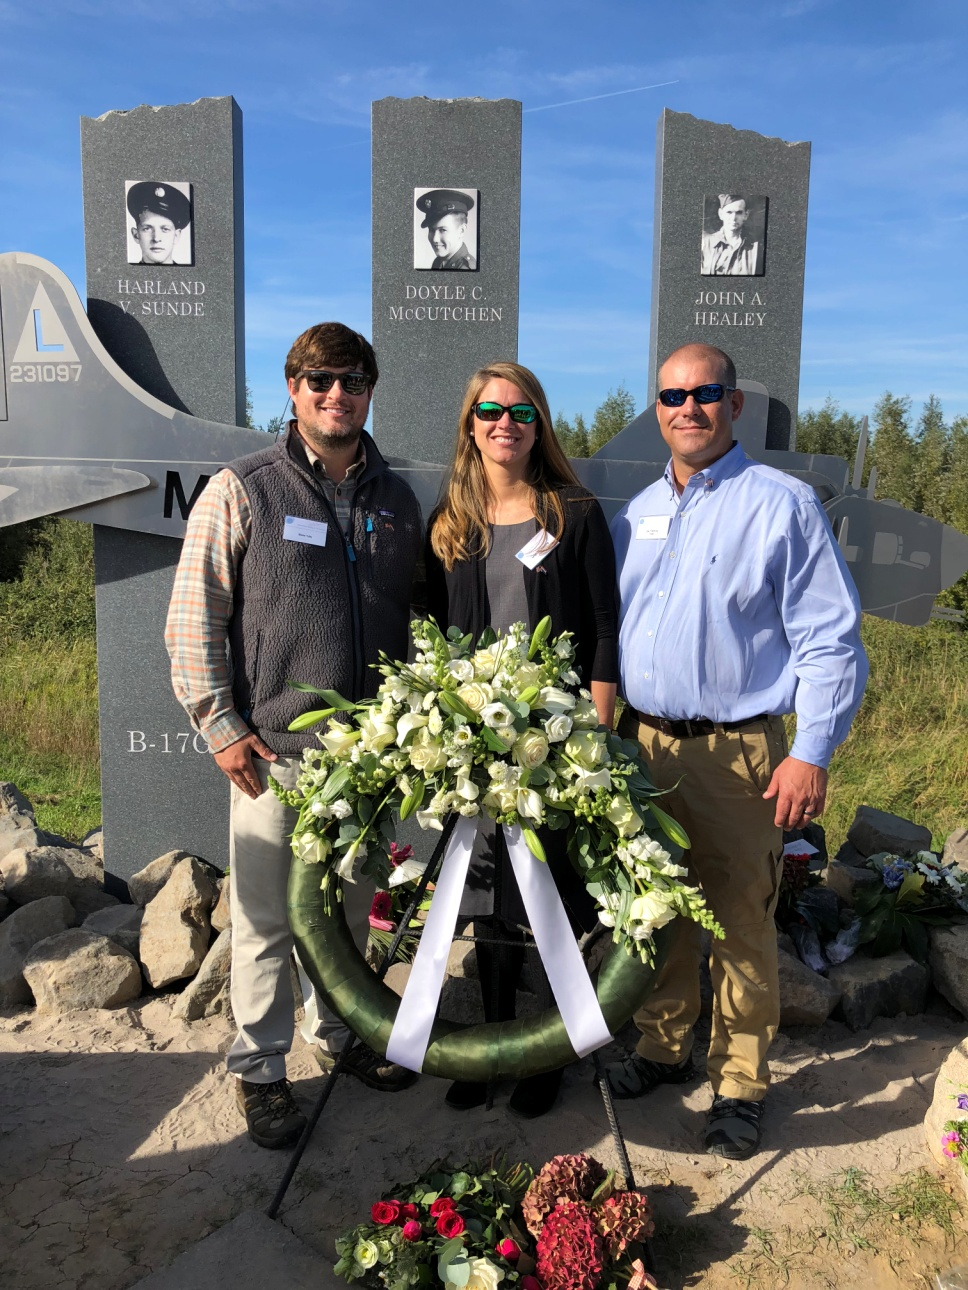 HARLAND
V. SUNDE
DOYLE C.
McCUTCHEN
JOHN A.
HEALEY
L
231097
M
B-17